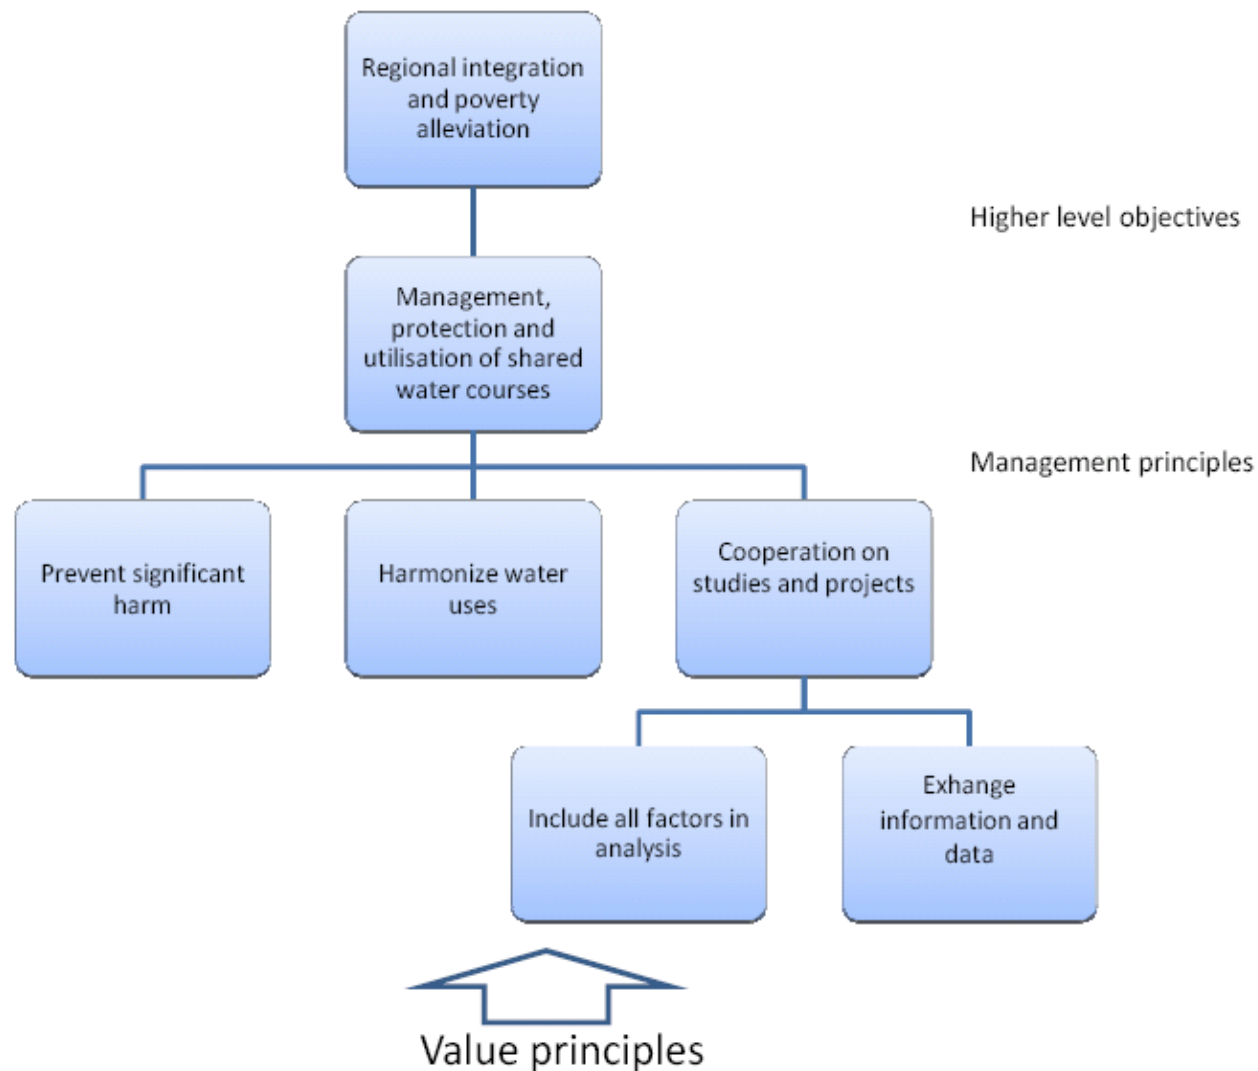 Regional integration
and poverty
alleviation
Higher level objectives
Management,
protection and
utilisation of shared
water courses
Management principles
Prevent significant
harm
Harmonize water
uses
Cooperation on
studies and projects
Include all factors in
analysis
Exhange
information and
data
Value principles